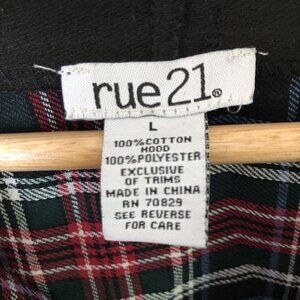 rue21®
L
100%COTTON
HOOD
100%POLYESTER
EXCLUSIVE
OF TRIMS
MADE IN CHINA
RN 70829
SEE REVERSE
FOR CARE